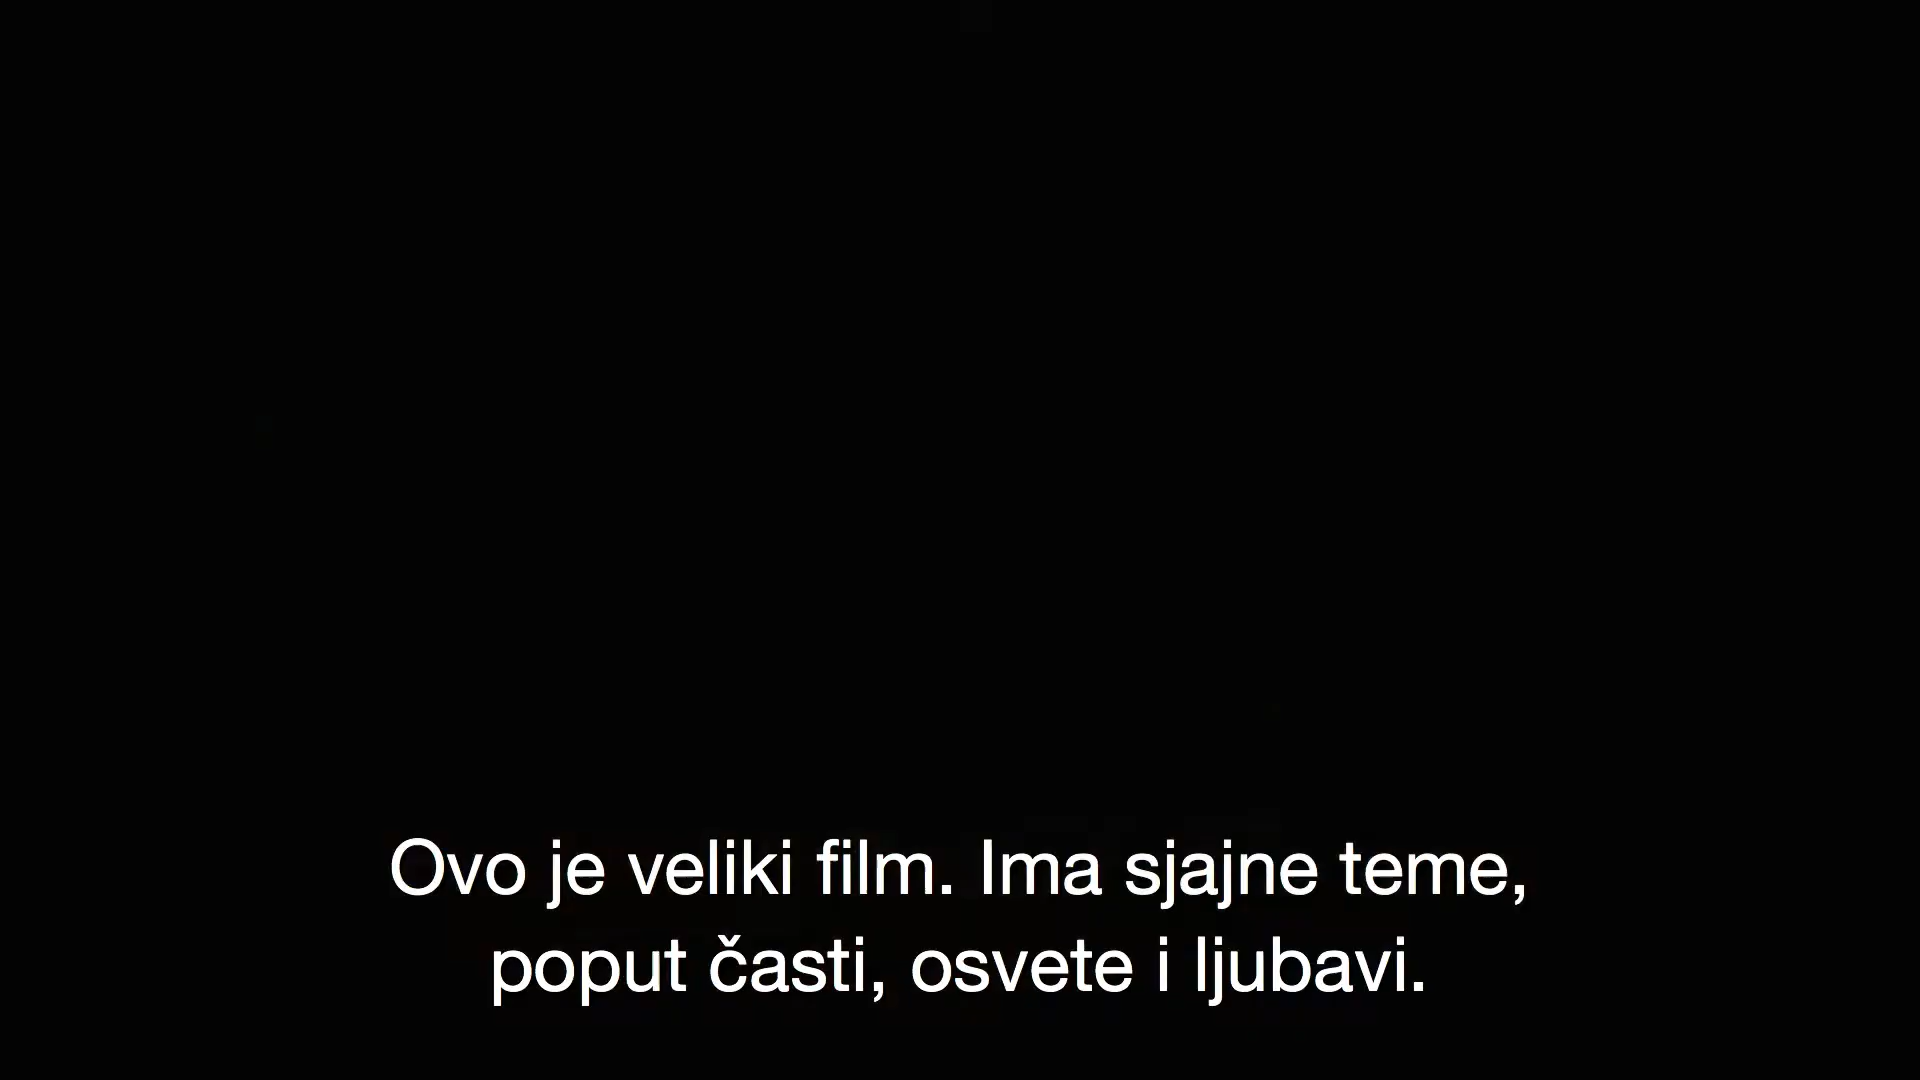 Ovo je veliki film. Ima sjajne teme,
poput časti, osvete i ljubavi.